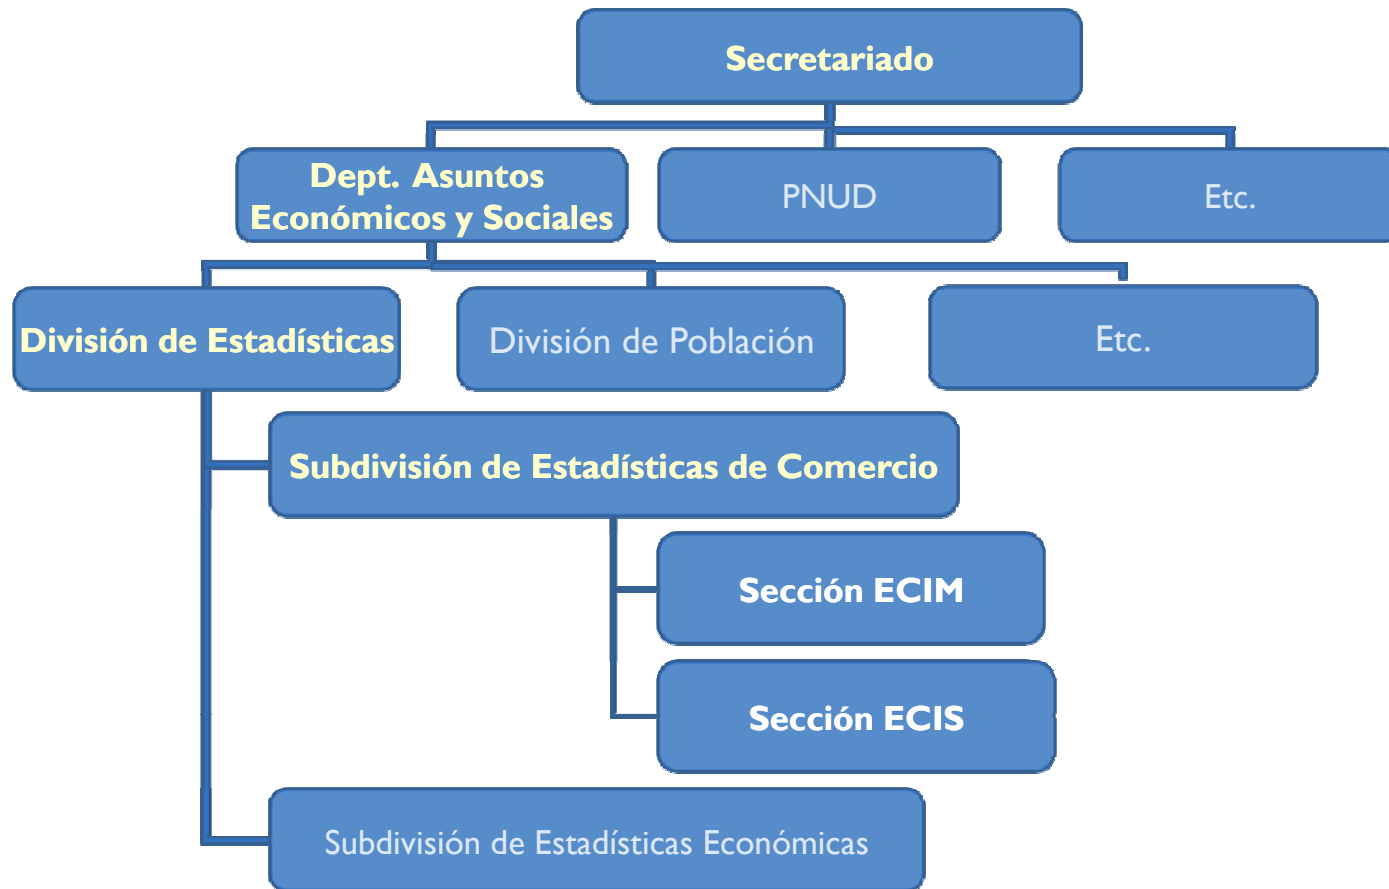 Secretariado
Dept. Asuntos
Económicos y Sociales
PNUD
Etc.
División de Estadísticas
División de Población
Etc.
Subdivisión de Estadísticas de Comercio
Sección ECIM
Sección ECIS
Subdivisión de Estadísticas Económicas